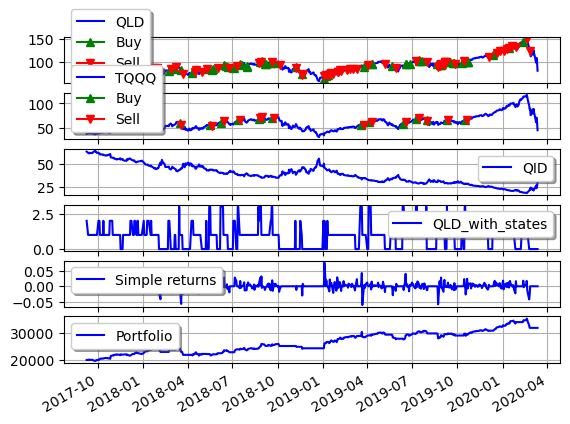 QLD
Buy
Sell
150
100
TQQQ
Buy
Sell
100
50
QID
50
25
QLD_with_states
2.5
0.0
Simple returns
0.05
0.00
−0.05
Portfolio
30000
20000
2017-10
2018-01
2018-04
2018-07
2018-10
2019-01
2019-04
2019-07
2019-10
2020-01
2020-04